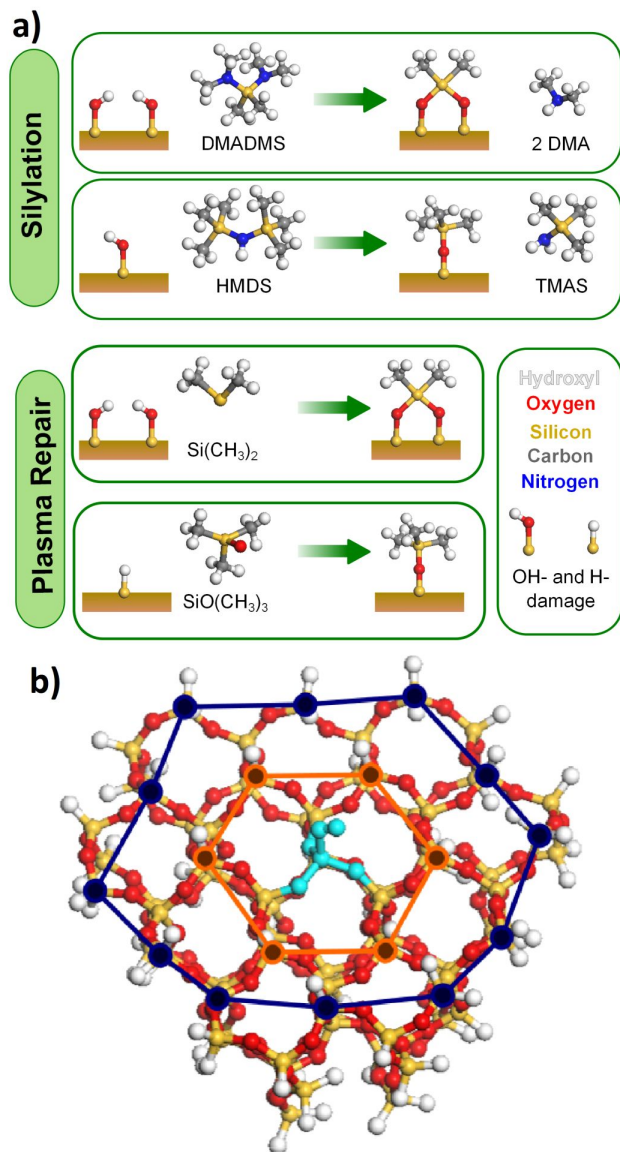 a)
Silylation
DMADMS
2 DMA
HMDS
TMAS
Plasma Repair
Si(CH₃)₂
SiO(CH₃)₃
Hydroxyl
Oxygen
Silicon
Carbon
Nitrogen
OH- and H-
damage
b)